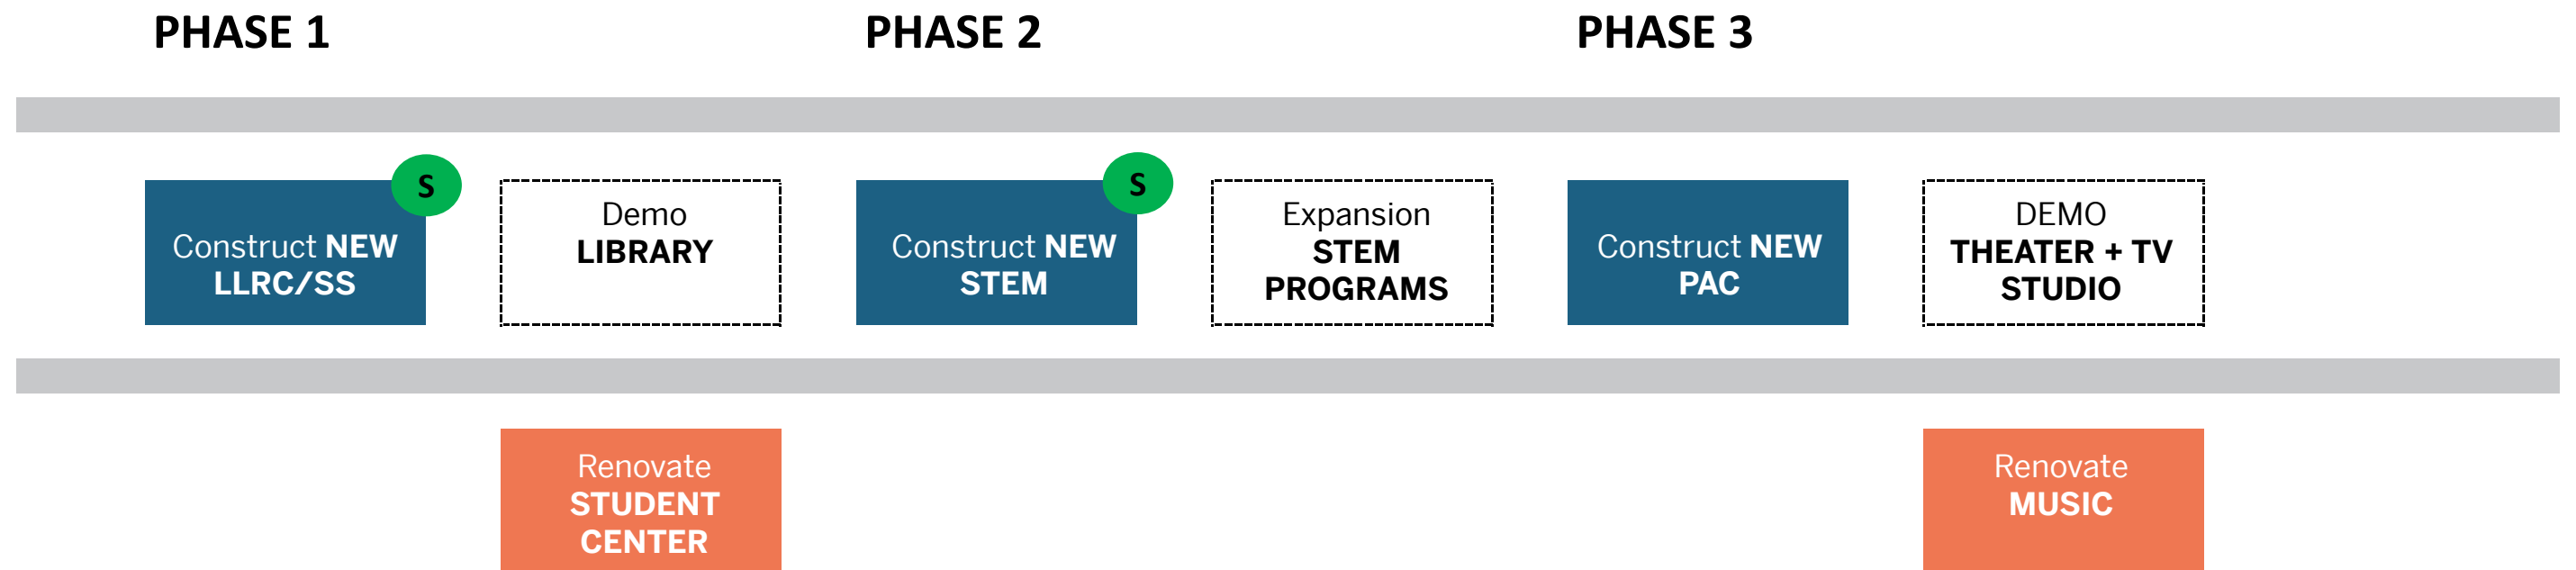 PHASE 1
PHASE 2
PHASE 3
S
Construct NEW
LLRC/SS
Demo
LIBRARY
S
Construct NEW
STEM
Expansion
STEM
PROGRAMS
Construct NEW
PAC
DEMO
THEATER + TV
STUDIO
Renovate
STUDENT
CENTER
Renovate
MUSIC